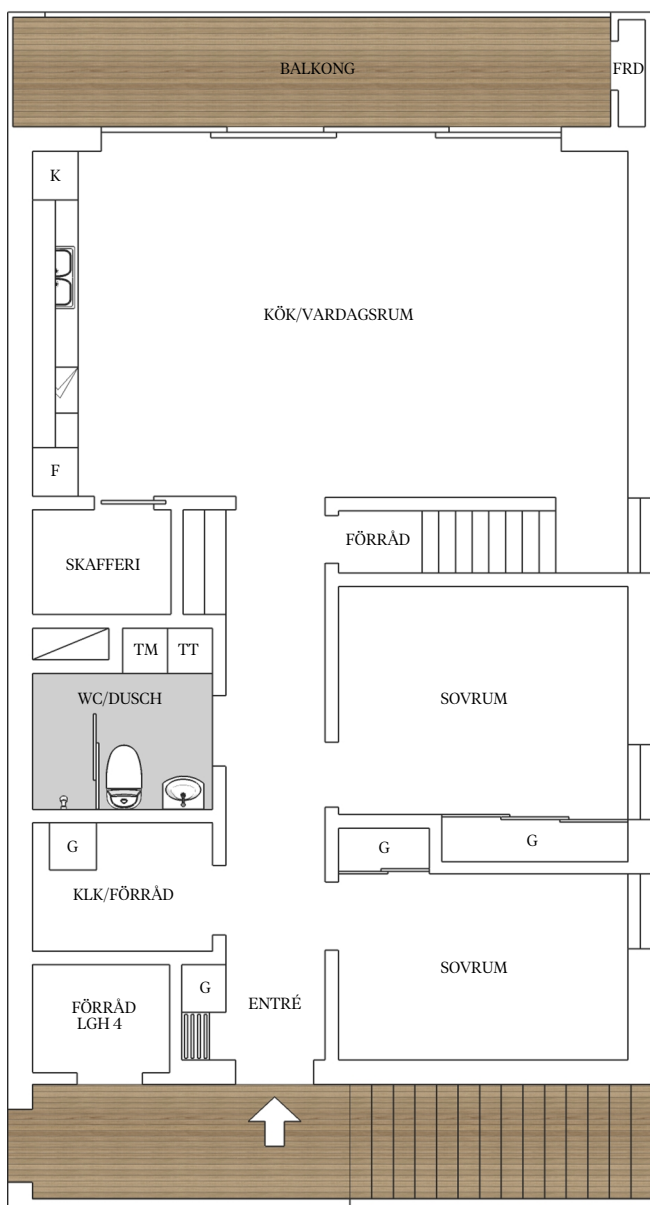 BALKONG
FRD
K
KÖK/VARDAGSRUM
F
FÖRRÅD
SKAFFERI
TM
TT
WC/DUSCH
SOVRUM
G
G
G
KLK/FÖRRÅD
SOVRUM
G
ENTRÉ
FÖRRÅD
LGH 4